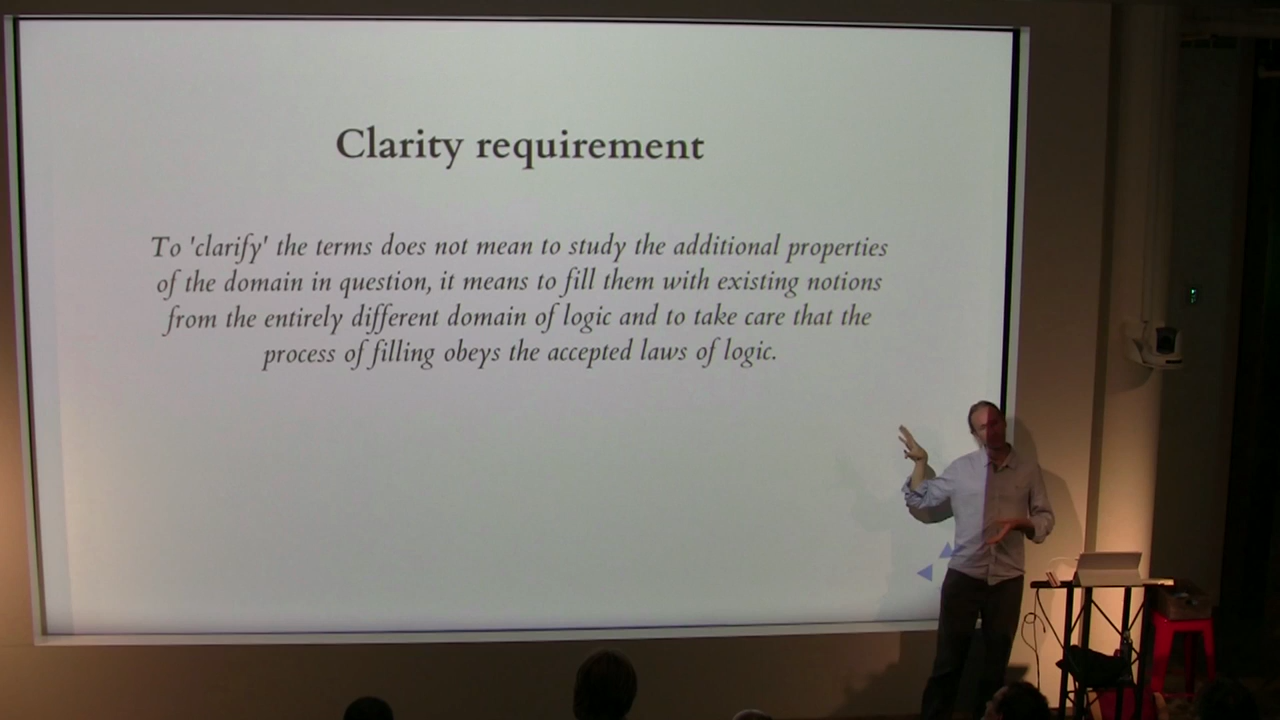 Clarity requirement
To 'clarify' the terms does not mean to study the additional properties
of the domain in question, it means to fill them with existing notions
from the entirely different domain of logic and to take care that the
process of filling obeys the accepted laws of logic.